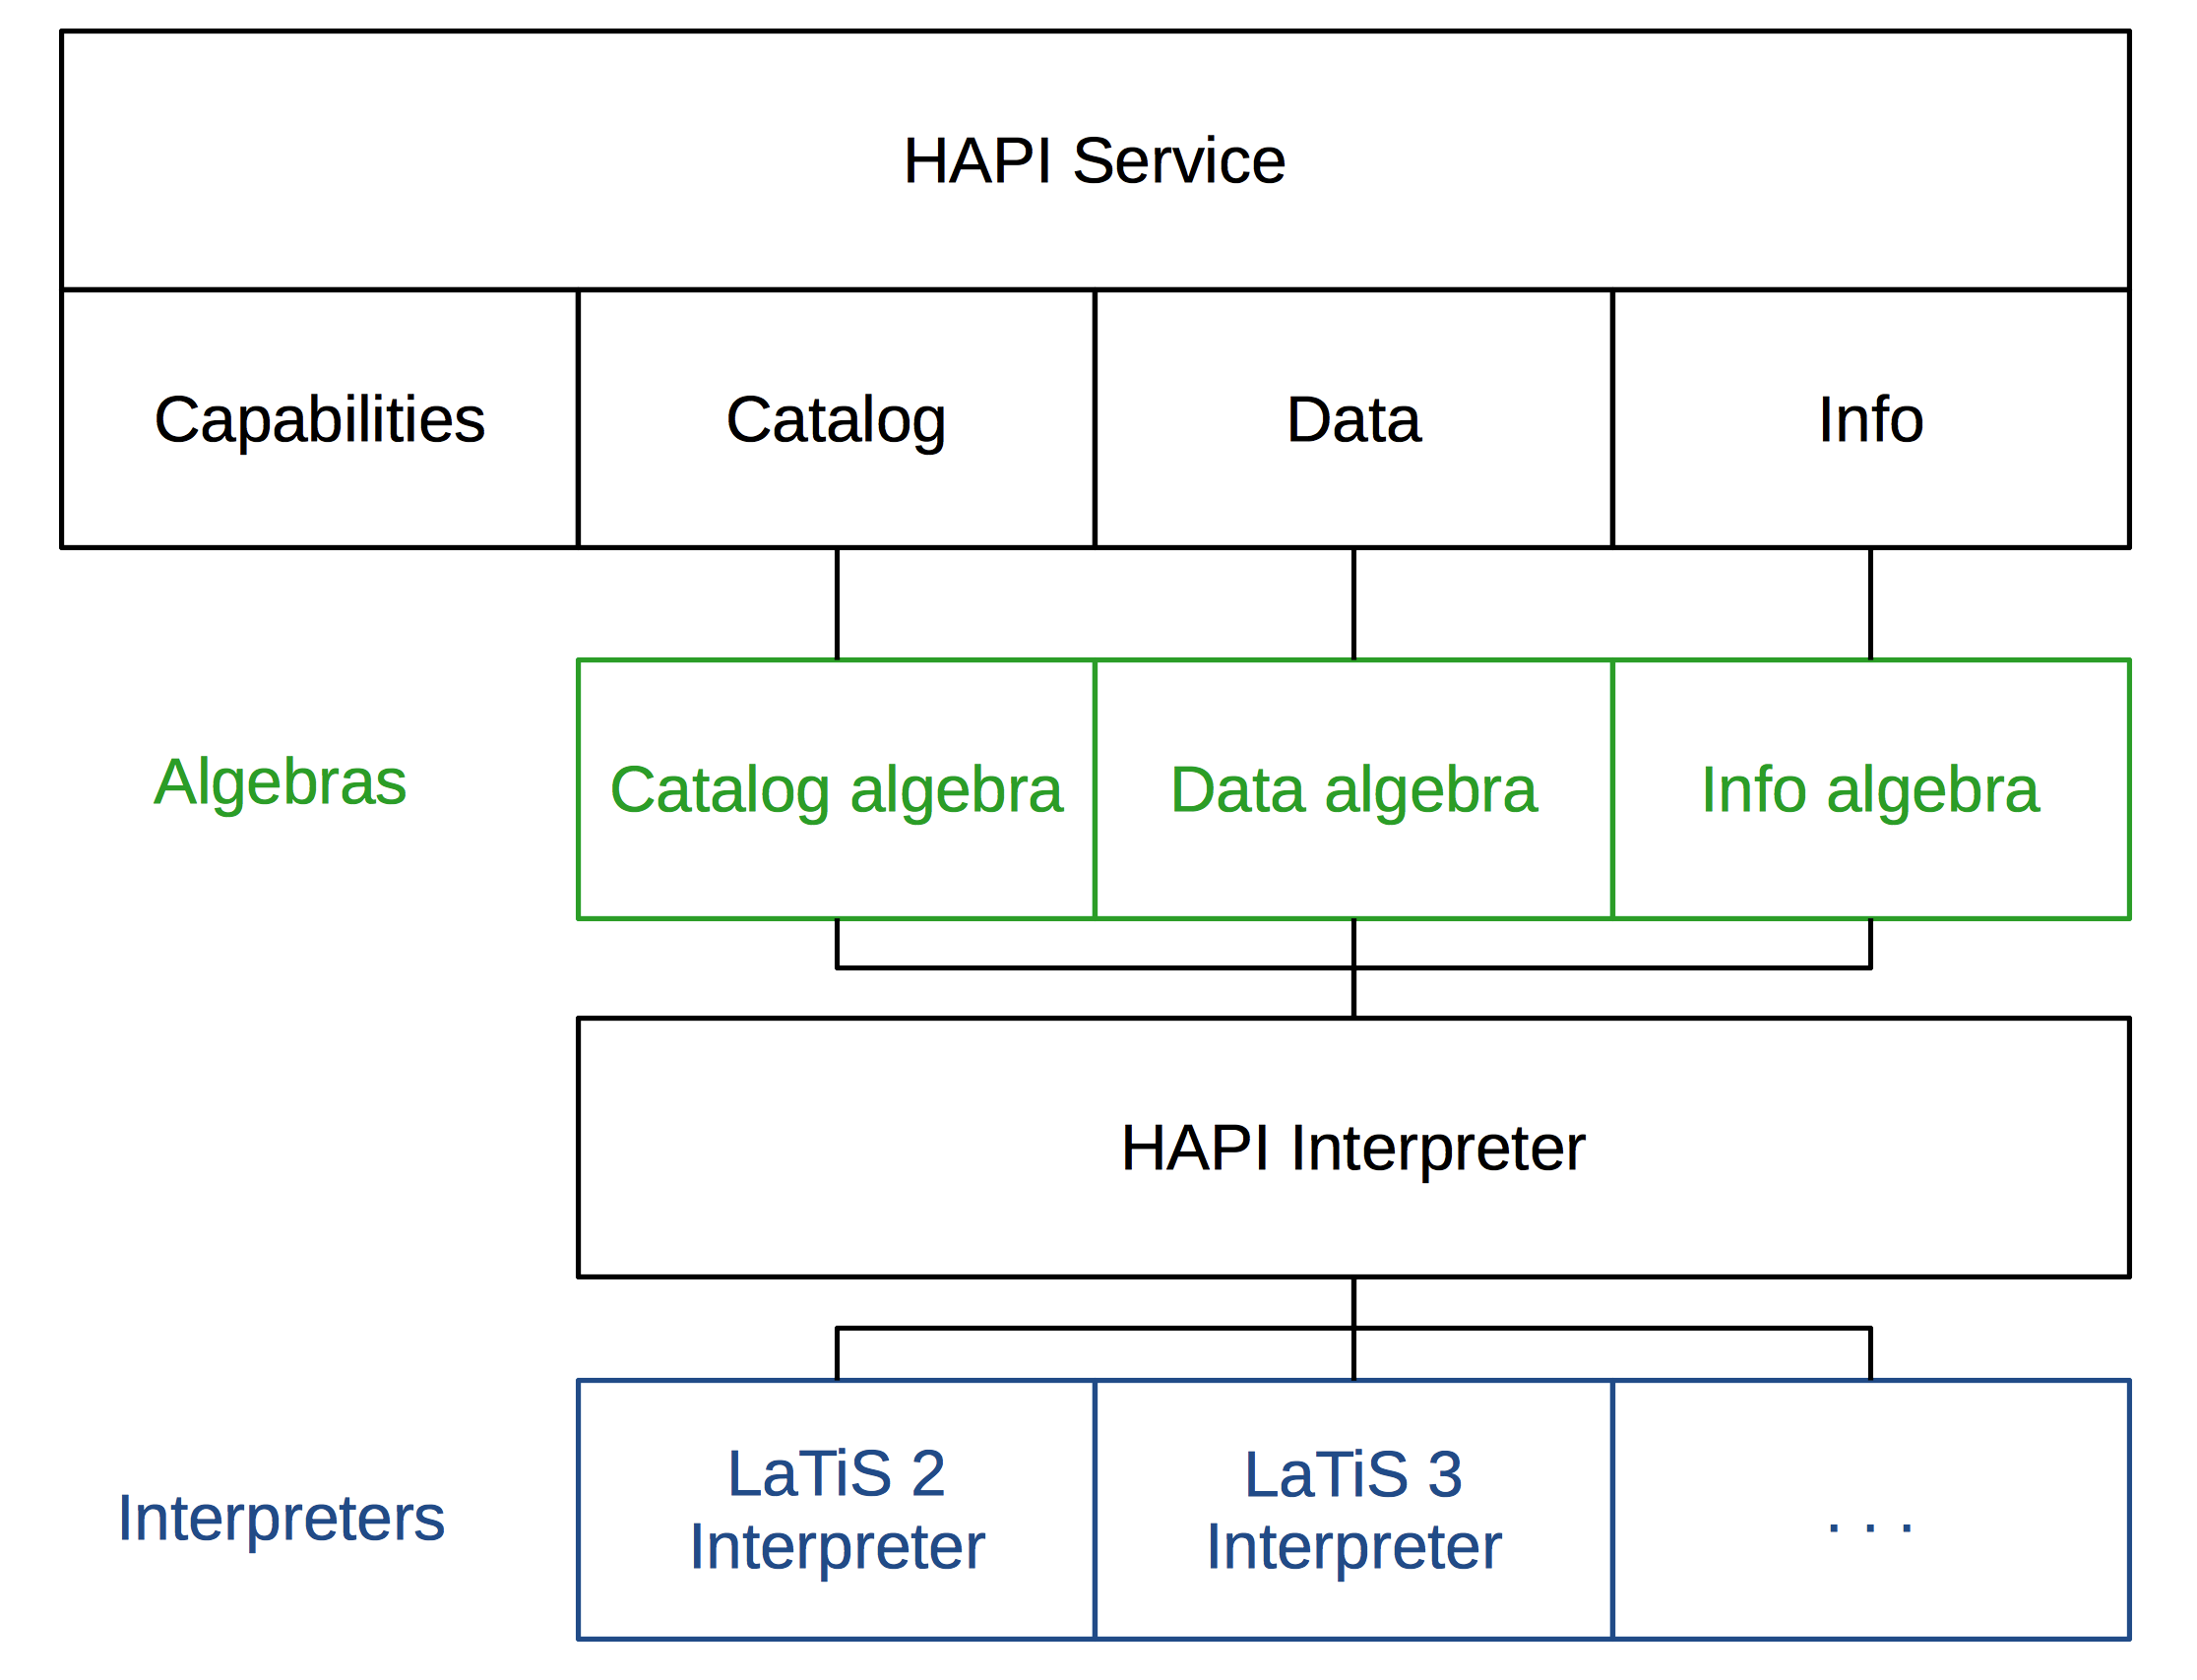 HAPI Service
Capabilities
Catalog
Data
Info
Algebras
Catalog algebra
Data algebra
Info algebra
HAPI Interpreter
Interpreters
LaTiS 2
Interpreter
LaTiS 3
Interpreter
. . .